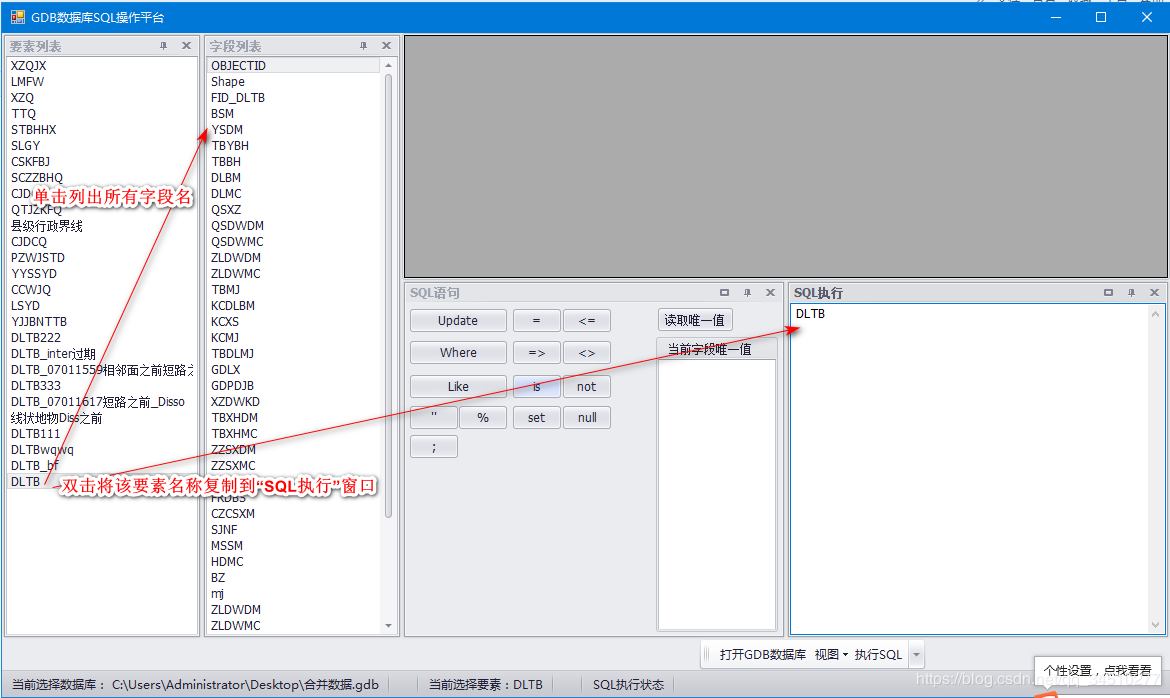 GDB数据库SQL操作平台
要素列表
XZQJX
LMFW
XZQ
TTQ
STBHHX
SLGY
CSKFBJ
SCZZBHQ
QTJZKFQ
县级行政界线
CJDCQ
PZWJSTD
YYSSYD
CCWJQ
LSYD
YJJBNTTB
DLTB222
DLTB_inter过期
DLTB_07011559相邻面之前短路之
DLTB333
DLTB_07011617短路之前_Disso
线状地物Diss之前
DLTB111
DLTBwqwq
DLTB_bf
DLTB
单击列出所有字段名
双击将该要素名称复制到“SQL执行”窗口
字段列表
OBJECTID
Shape
FID_DLTB
BSM
YSDM
TBYBH
TBBH
DLBM
DLMC
QSXZ
QSDWDM
QSDWMC
ZLDWDM
ZLDWMC
TBMJ
KCDLBM
KCXS
KCMJ
TBDLMJ
GDLX
GDPDJB
XZDWKD
TBXHDM
TBXHMC
ZZSXDM
ZZSXMC
FRDBS
CZCSXM
SJNF
MSSM
HDMC
BZ
mj
ZLDWDM
ZLDWMC
SQL语句
Update = <=
Where => <>
Like is not
" % set null
;
读取唯一值
当前字段唯一值
SQL执行
DLTB
打开GDB数据库 视图 执行SQL
当前选择数据库： C:\Users\Administrator\Desktop\合并数据.gdb 当前选择要素：DLTB SQL执行状态
个性设置，点我看看